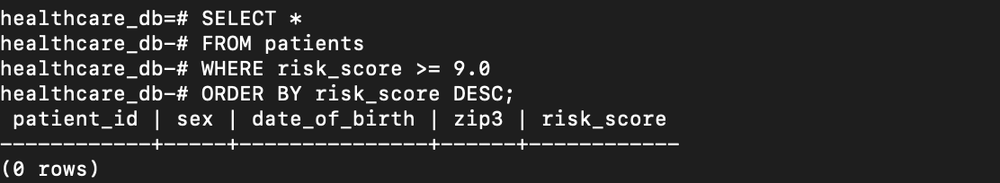 healthcare_db=# SELECT *
healthcare_db-# FROM patients
healthcare_db-# WHERE risk_score >= 9.0
healthcare_db-# ORDER BY risk_score DESC;
 patient_id | sex | date_of_birth | zip3 | risk_score
------------+-----+---------------+------+------------
(0 rows)